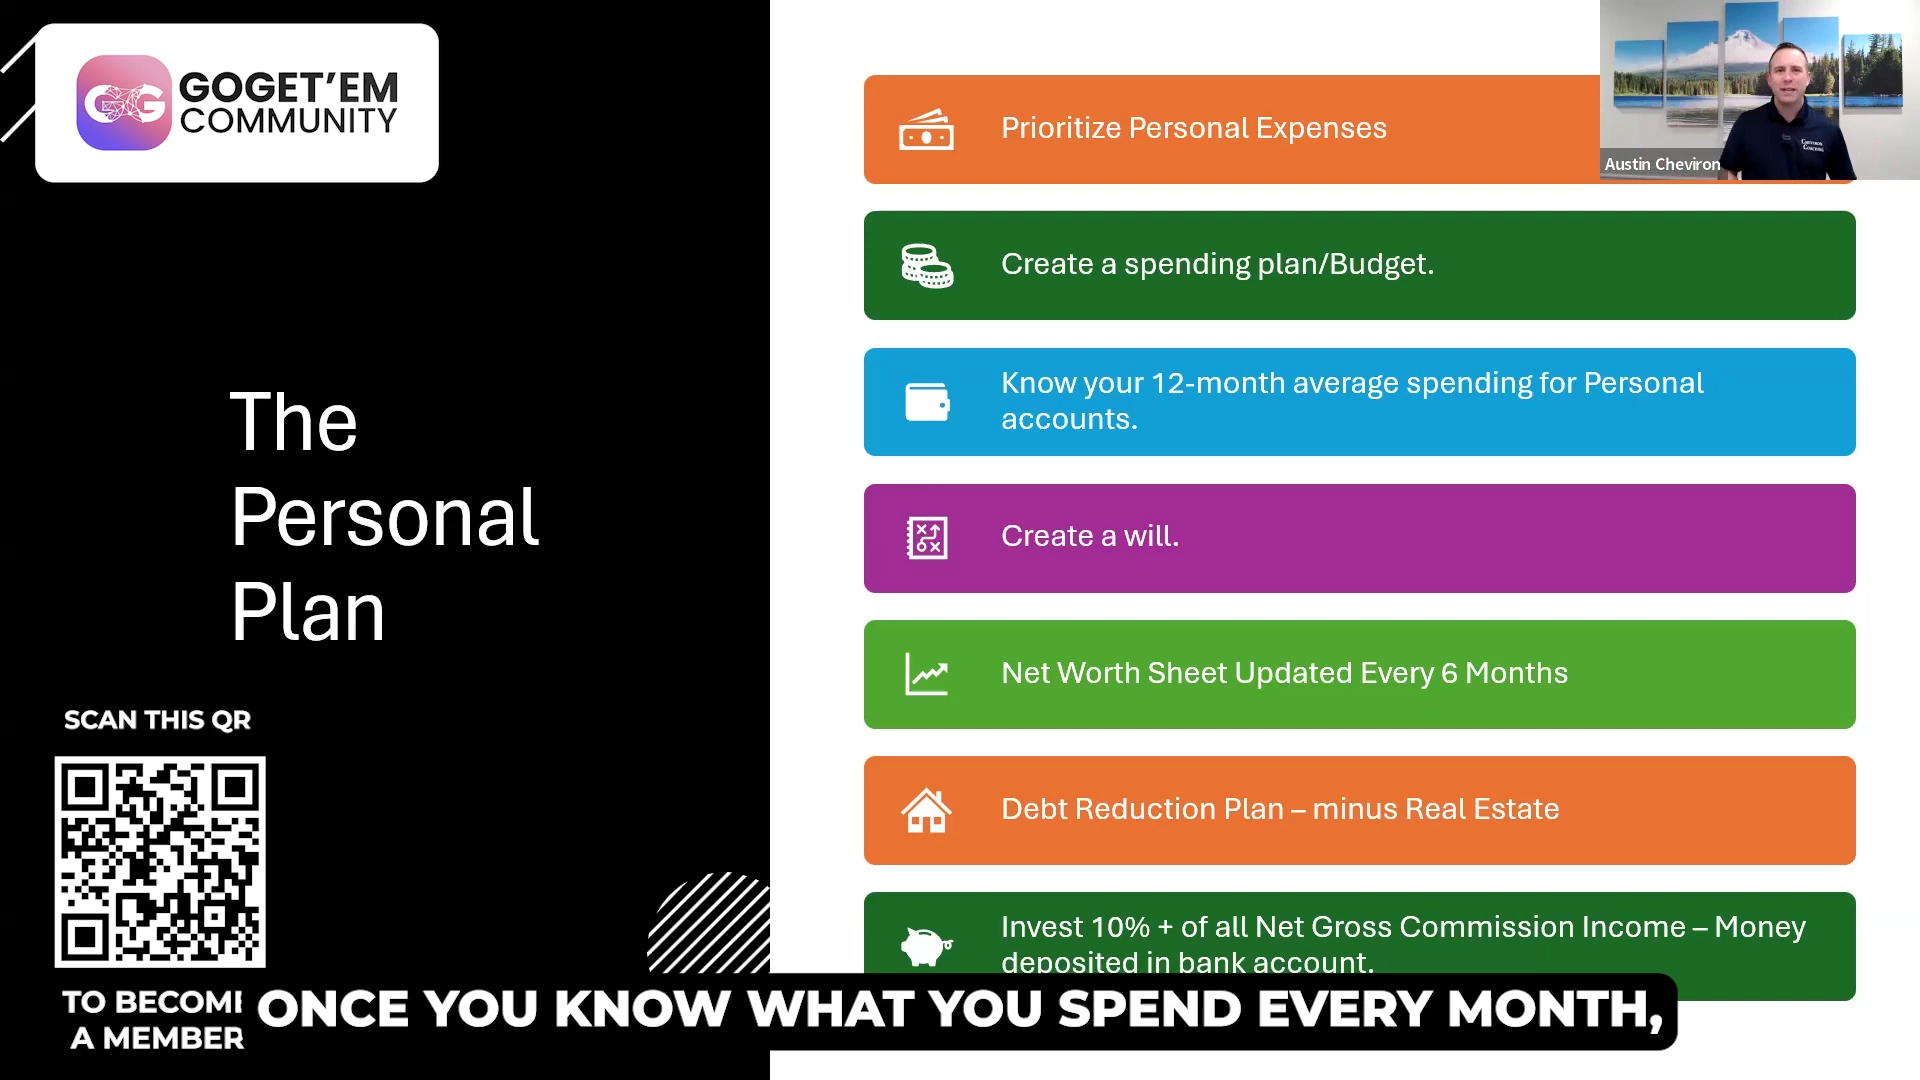 GOGET'EM
COMMUNITY
The
Personal
Plan
SCAN THIS QR
TO BECOM
A MEMBER
Prioritize Personal Expenses
Create a spending plan/Budget.
Know your 12-month average spending for Personal
accounts.
Create a will.
Net Worth Sheet Updated Every 6 Months
Debt Reduction Plan – minus Real Estate
Invest 10% + of all Net Gross Commission Income – Money
deposited in bank account.
Austin Cheviron
Cheviron
Coaching
ONCE YOU KNOW WHAT YOU SPEND EVERY MONTH,